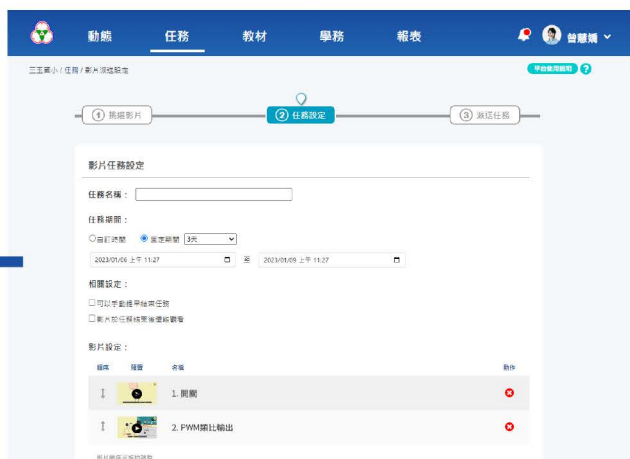 動態 任務 教材 學務 報表 曾慧嬌
三玉國小 / 任務 / 影片派送設定 平台使用說明 ?
1 挑選影片 2 任務設定 3 派送任務
影片任務設定
任務名稱：
任務期間：
自訂時間 固定期間 3天
2023/01/06 上午 11:27 至 2023/01/09 上午 11:27
相關設定：
可以手動提早結束任務
影片於任務結束後還能觀看
影片設定：
順序 預覽 名稱 動作
1. 開關
2. PWM類比輸出